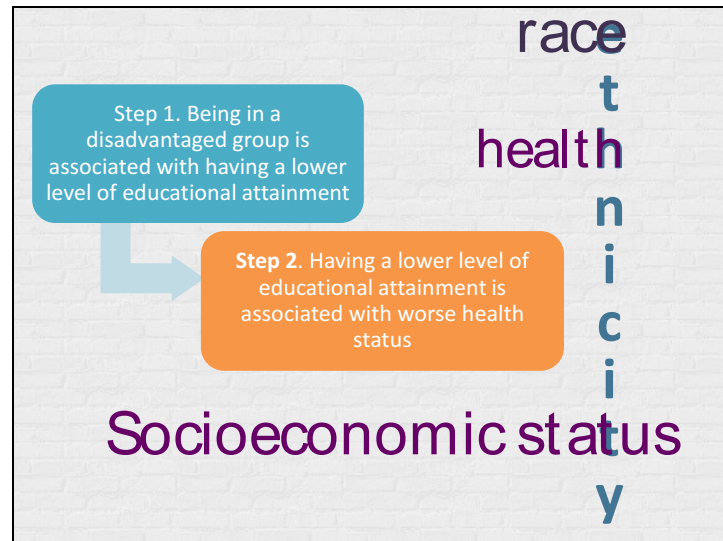 race
ethnicity
Step 1. Being in a
disadvantaged group is
associated with having a lower
level of educational attainment
health
Step 2. Having a lower level of
educational attainment is
associated with worse health
status
Socioeconomic status